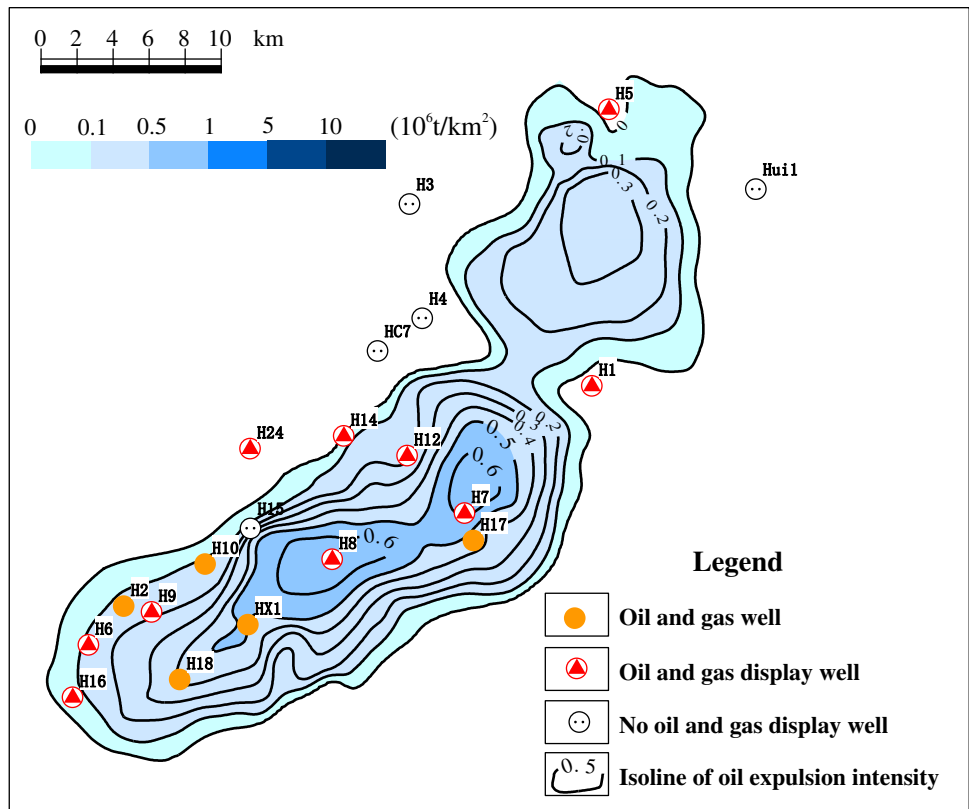 0 2 4 6 8 10 km
0 0.1 0.5 1 5 10 (10⁶t/km²)
H5
0
0.2
0.1
0.3
0.2
Hui1
H3
H4
HC7
H1
H14
H24
H12
0.2
0.3
0.4
0.5
0.6
H7
H15
H17
0.6
H8
H10
H2
H9
HX1
H6
H18
H16
Legend
Oil and gas well
Oil and gas display well
No oil and gas display well
0.5 Isoline of oil expulsion intensity